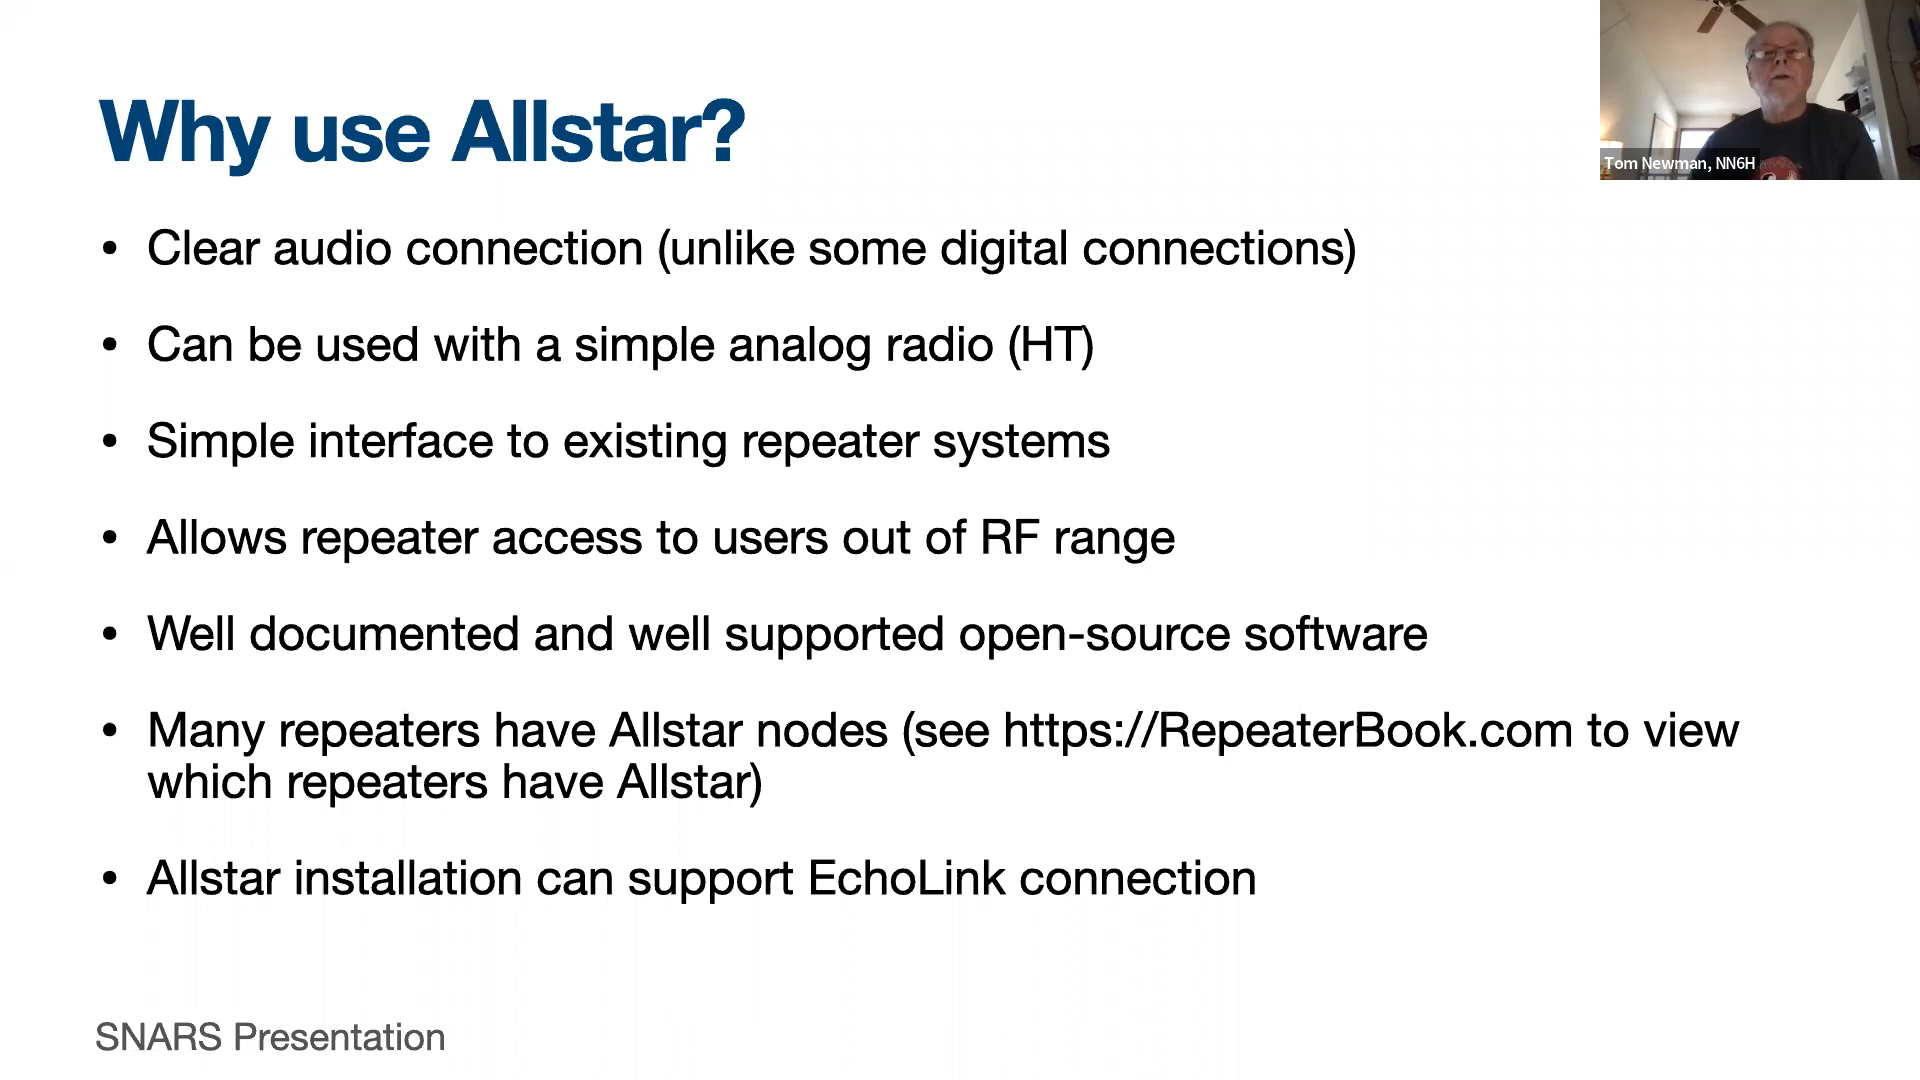 Why use Allstar?
Tom Newman, NN6H
• Clear audio connection (unlike some digital connections)
• Can be used with a simple analog radio (HT)
• Simple interface to existing repeater systems
• Allows repeater access to users out of RF range
• Well documented and well supported open-source software
• Many repeaters have Allstar nodes (see https://RepeaterBook.com to view
which repeaters have Allstar)
• Allstar installation can support EchoLink connection
SNARS Presentation